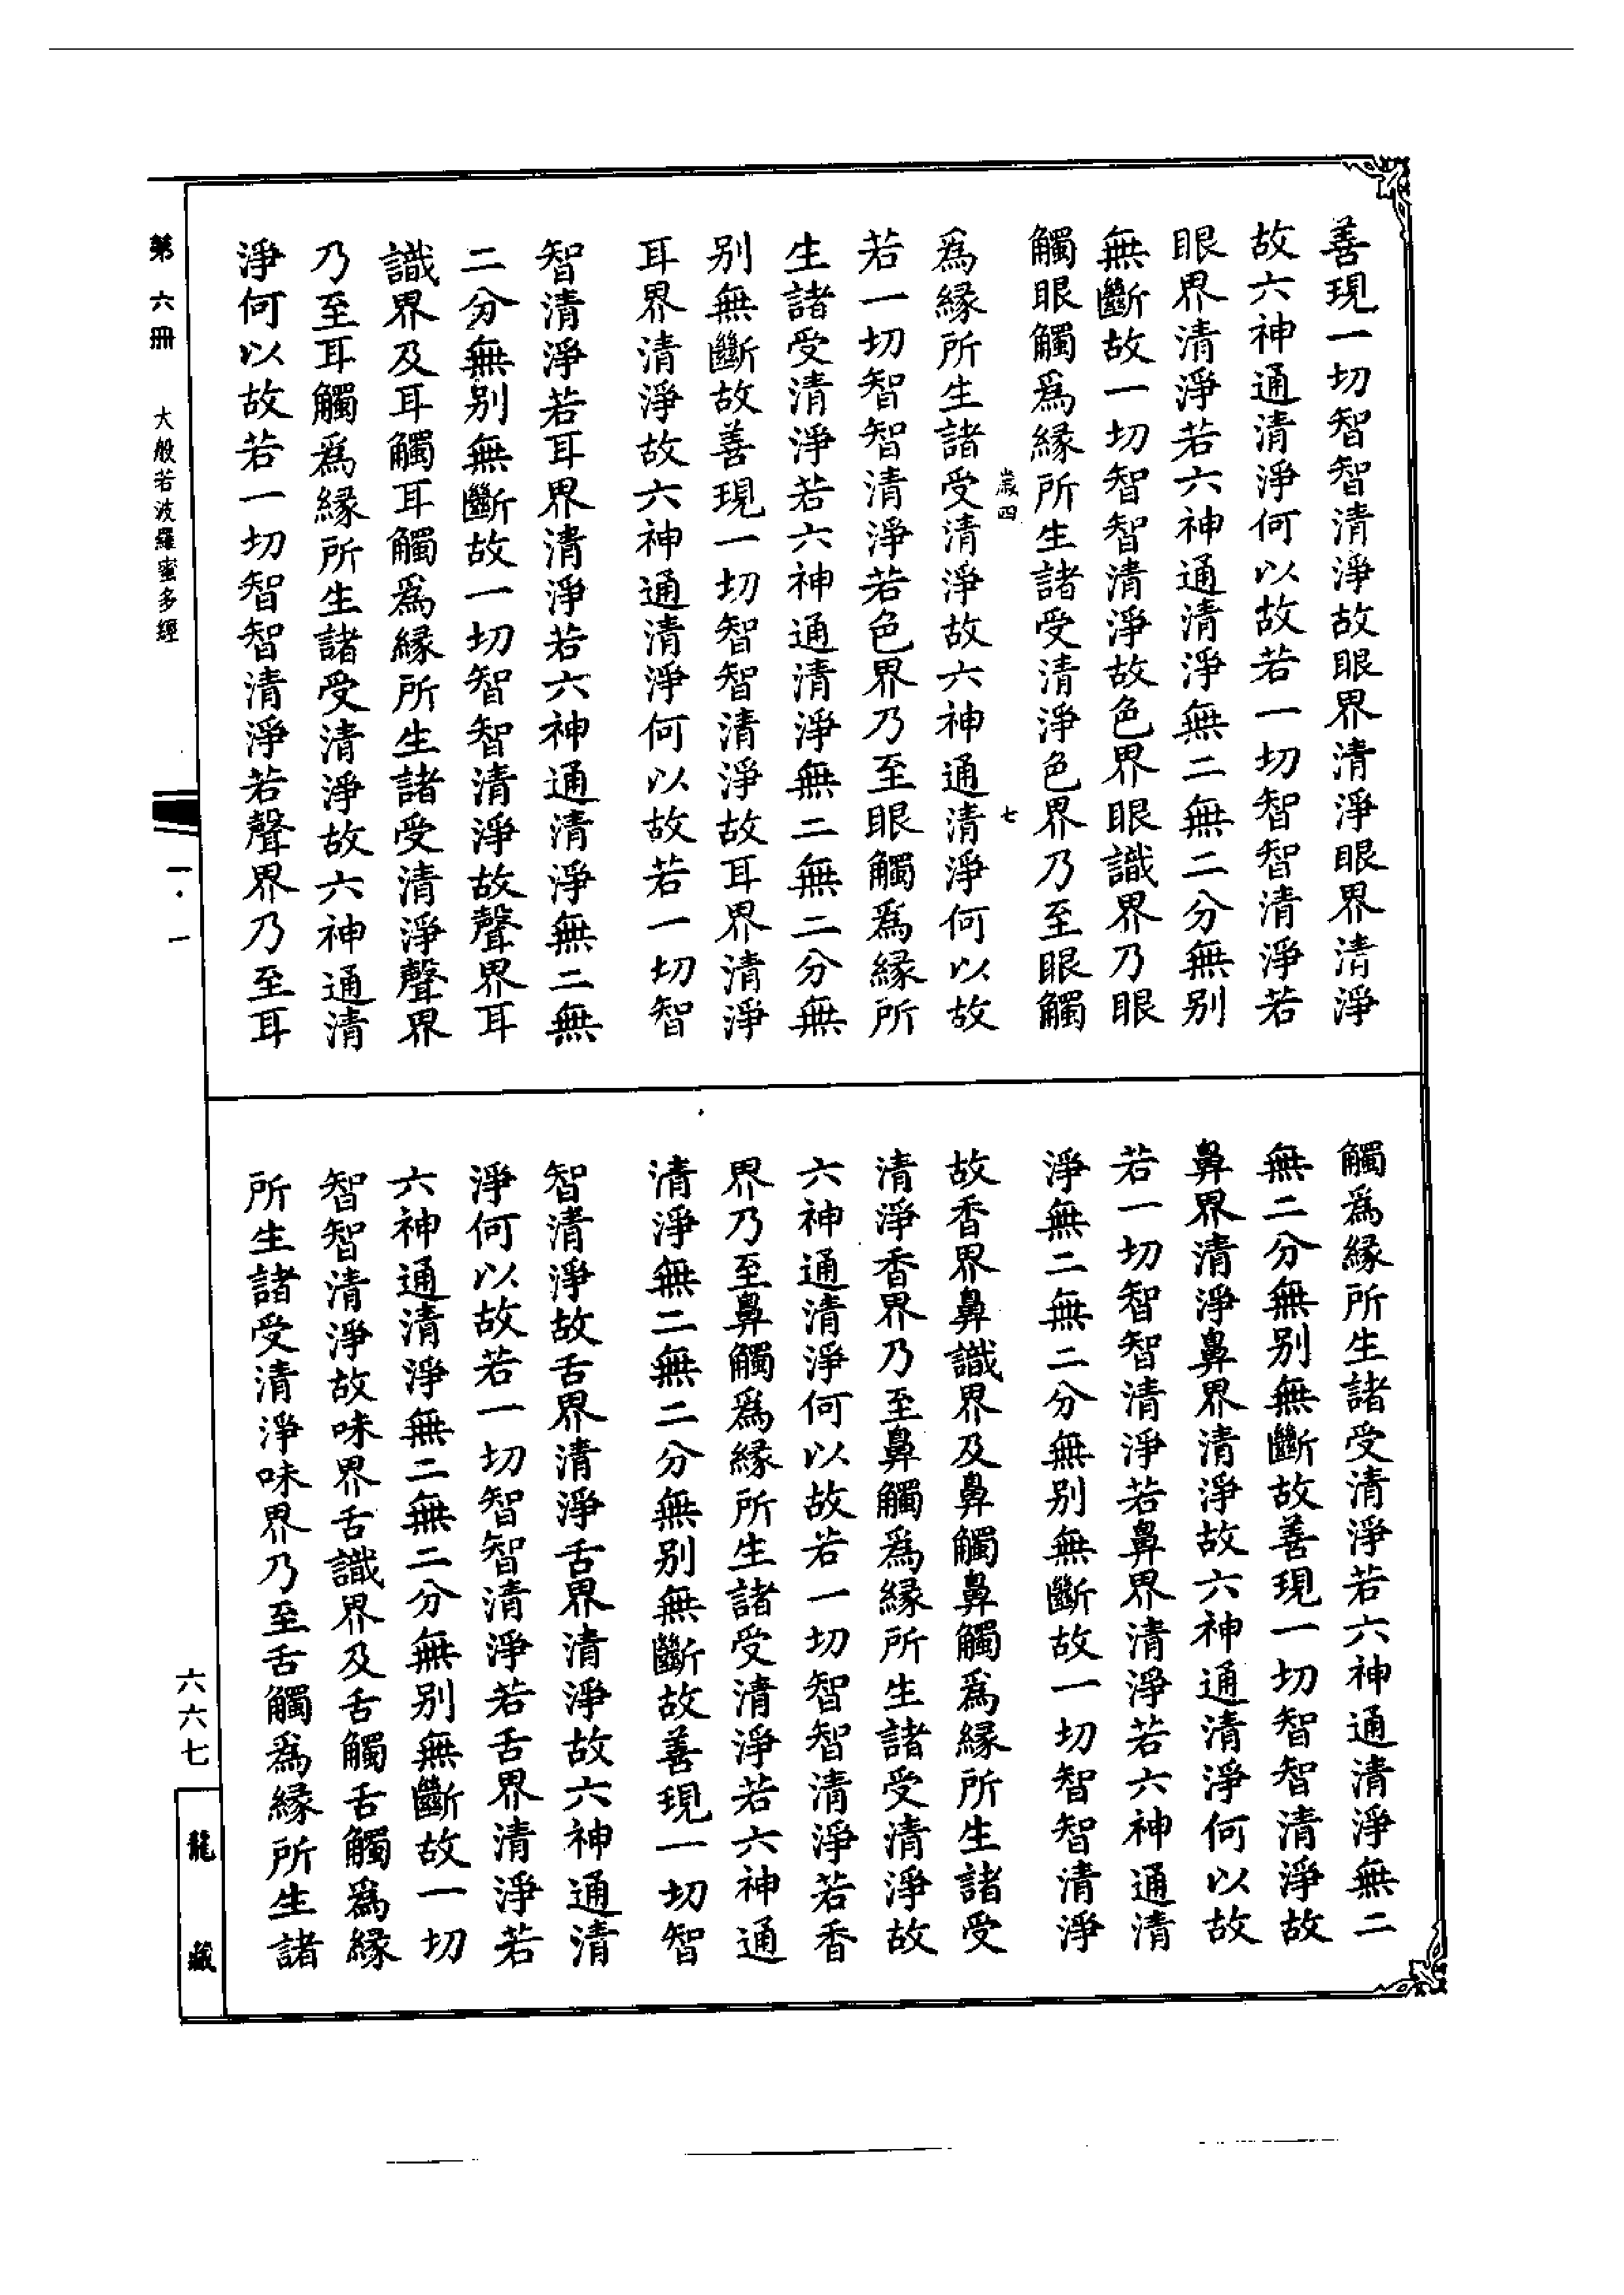 善現一切智智清淨故眼界清淨眼界清淨
故六神通清淨何以故若一切智智清淨若
眼界清淨若六神通清淨無二無二分無別
無斷故一切智智清淨故色界眼識界乃眼
觸眼觸爲緣所生諸受清淨色界乃至眼觸
歲四 七
爲緣所生諸受清淨故六神通清淨何以故
若一切智智清淨若色界乃至眼觸爲緣所
生諸受清淨若六神通清淨無二無二分無
別無斷故善現一切智智清淨故耳界清淨
耳界清淨故六神通清淨何以故若一切智
智清淨若耳界清淨若六神通清淨無二無
二分無別無斷故一切智智清淨故聲界耳
識界及耳觸耳觸爲緣所生諸受清淨聲界
乃至耳觸爲緣所生諸受清淨故六神通清
淨何以故若一切智智清淨若聲界乃至耳
觸爲緣所生諸受清淨若六神通清淨無二
無二分無別無斷故善現一切智智清淨故
鼻界清淨鼻界清淨故六神通清淨何以故
若一切智智清淨若鼻界清淨若六神通清
淨無二無二分無別無斷故一切智智清淨
故香界鼻識界及鼻觸鼻觸爲緣所生諸受
清淨香界乃至鼻觸爲緣所生諸受清淨故
六神通清淨何以故若一切智智清淨若香
界乃至鼻觸爲緣所生諸受清淨若六神通
清淨無二無二分無別無斷故善現一切智
智清淨故舌界清淨舌界清淨故六神通清
淨何以故若一切智智清淨若舌界清淨若
六神通清淨無二無二分無別無斷故一切
智智清淨故味界舌識界及舌觸舌觸爲緣
所生諸受清淨味界乃至舌觸爲緣所生諸
第六冊 大般若波羅蜜多經 一·一 六六七 龍藏